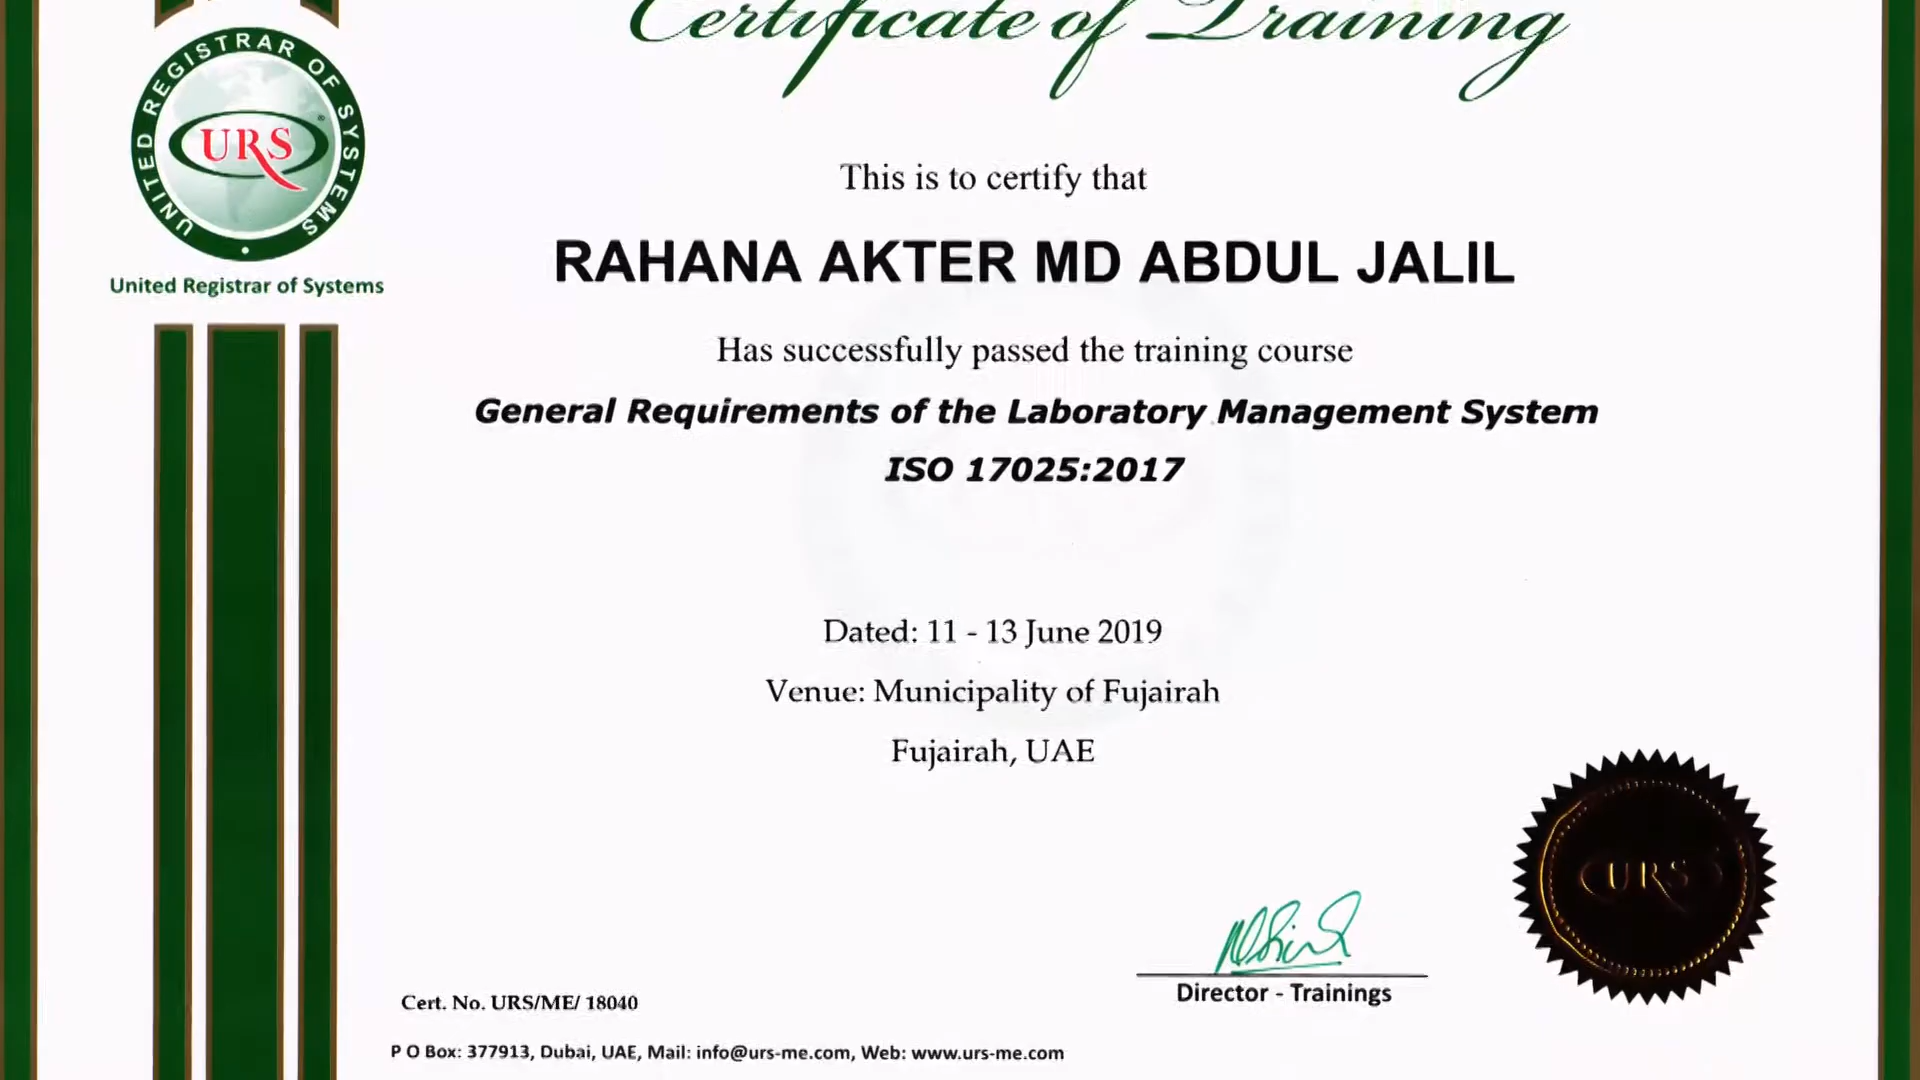 Certificate of Training
UNITED REGISTRAR OF SYSTEMS
URS
United Registrar of Systems
This is to certify that
RAHANA AKTER MD ABDUL JALIL
Has successfully passed the training course
General Requirements of the Laboratory Management System
ISO 17025:2017
Dated: 11 - 13 June 2019
Venue: Municipality of Fujairah
Fujairah, UAE
URS
Director - Trainings
Cert. No. URS/ME/ 18040
P O Box: 377913, Dubai, UAE, Mail: info@urs-me.com, Web: www.urs-me.com